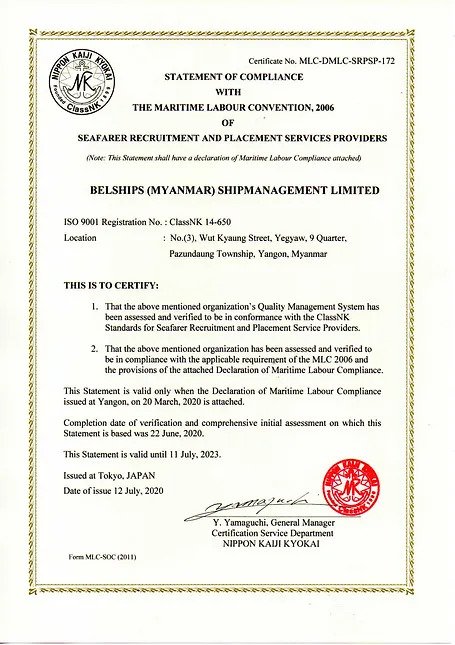 NIPPON KAIJI KYOKAI
NK
Founded ClassNK 1899
Certificate No. MLC-DMLC-SRPSP-172
STATEMENT OF COMPLIANCE
WITH
THE MARITIME LABOUR CONVENTION, 2006
OF
SEAFARER RECRUITMENT AND PLACEMENT SERVICES PROVIDERS
(Note: This Statement shall have a declaration of Maritime Labour Compliance attached)
BELSHIPS (MYANMAR) SHIPMANAGEMENT LIMITED
ISO 9001 Registration No. : ClassNK 14-650
Location : No.(3), Wut Kyaung Street, Yegyaw, 9 Quarter,
Pazundaung Township, Yangon, Myanmar
THIS IS TO CERTIFY:
1. That the above mentioned organization's Quality Management System has
been assessed and verified to be in conformance with the ClassNK
Standards for Seafarer Recruitment and Placement Service Providers.
2. That the above mentioned organization has been assessed and verified to
be in compliance with the applicable requirement of the MLC 2006 and
the provisions of the attached Declaration of Maritime Labour Compliance.
This Statement is valid only when the Declaration of Maritime Labour Compliance
issued at Yangon, on 20 March, 2020 is attached.
Completion date of verification and comprehensive initial assessment on which this
Statement is based was 22 June, 2020.
This Statement is valid until 11 July, 2023.
Issued at Tokyo, JAPAN
Date of issue 12 July, 2020
NIPPON KAIJI KYOKAI
ClassNK
yamaguchi
Y. Yamaguchi, General Manager
Certification Service Department
NIPPON KAIJI KYOKAI
Form MLC-SOC (2011)